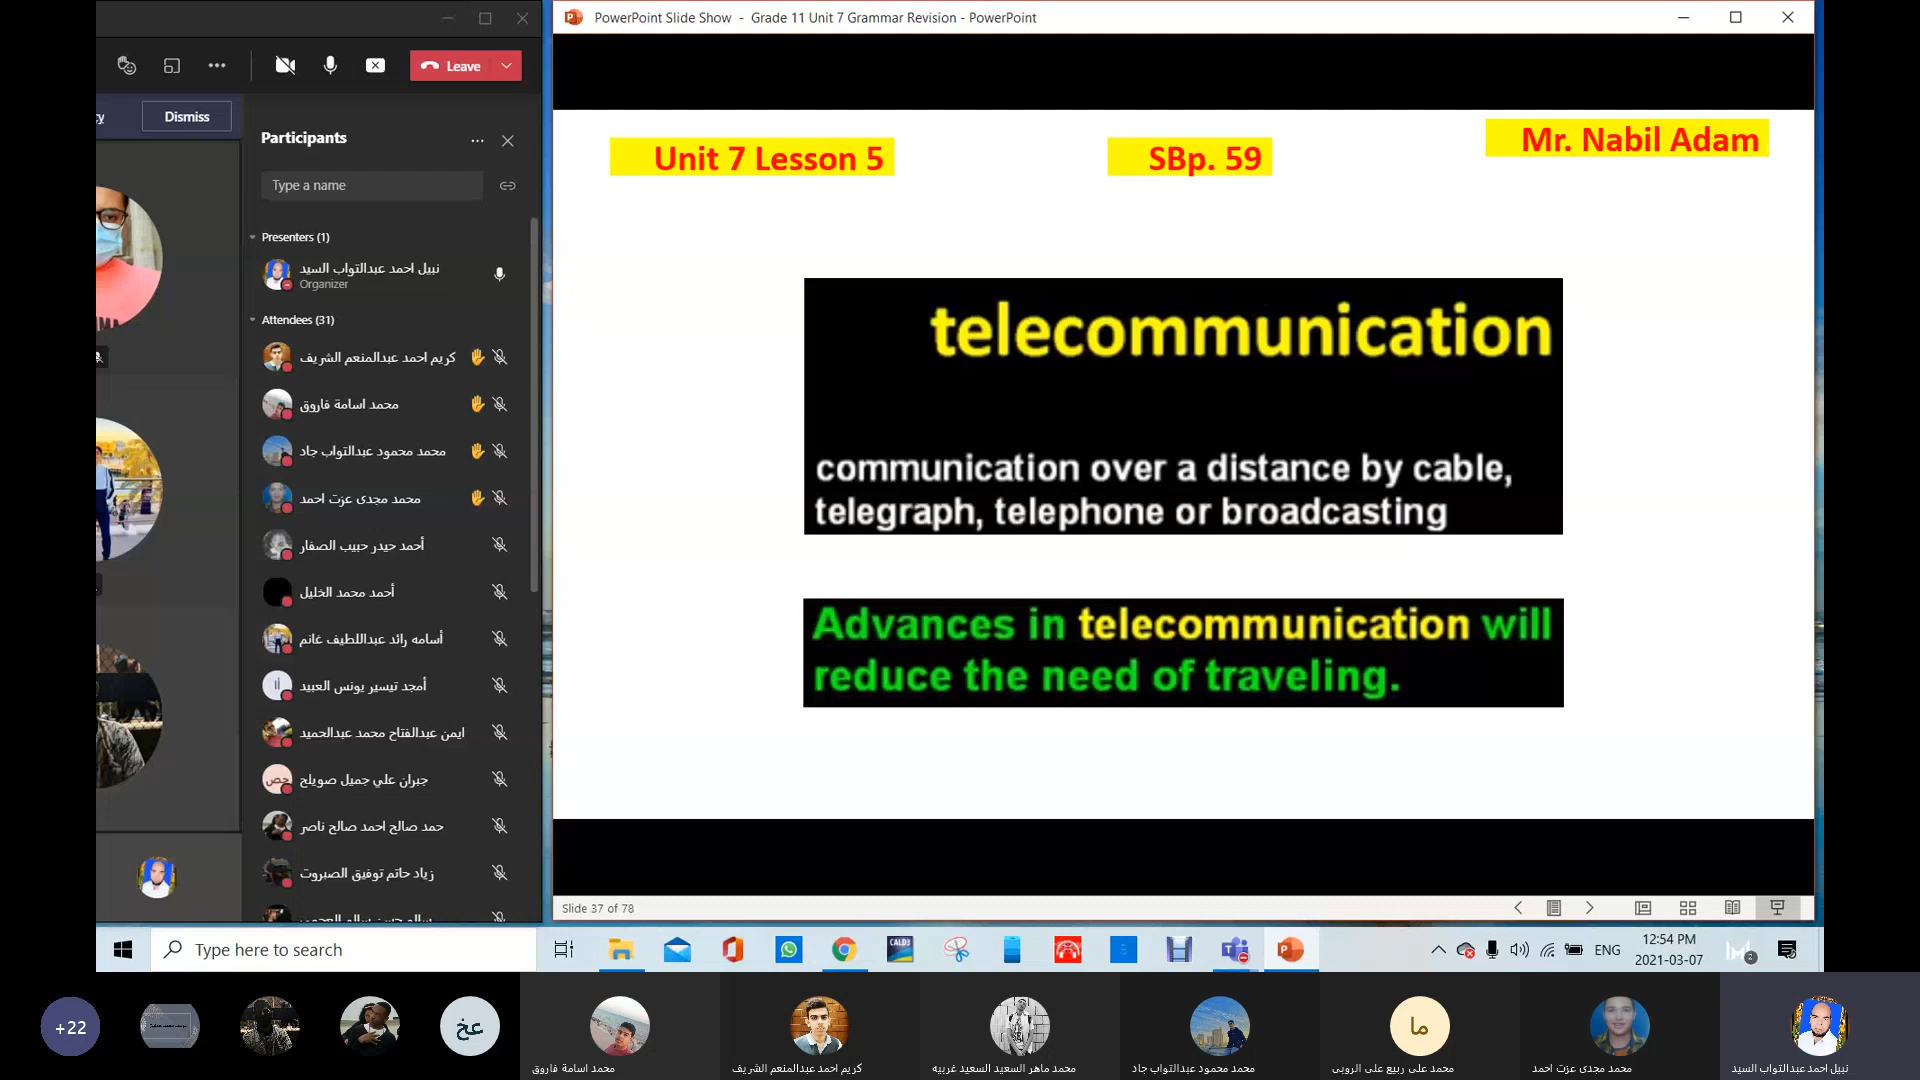 PowerPoint Slide Show - Grade 11 Unit 7 Grammar Revision - PowerPoint
Leave
Dismiss
Participants
Type a name
Presenters (1)
نبيل احمد عبدالتواب السيد
Organizer
Attendees (31)
كريم احمد عبدالمنعم الشريف
محمد اسامة فاروق
محمد محمود عبدالتواب جاد
محمد مجدى عزت احمد
أحمد حيدر حبيب الصفار
أحمد محمد الخليل
أسامه رائد عبداللطيف غانم
أمجد تيسير يونس العبيد
ايمن عبدالفتاح محمد عبدالحميد
جبران علي جميل صويلح
حمد صالح احمد صالح ناصر
زياد حاتم توفيق الصبروت
Unit 7 Lesson 5
SBp. 59
Mr. Nabil Adam
telecommunication
communication over a distance by cable,
telegraph, telephone or broadcasting
Advances in telecommunication will
reduce the need of traveling.
Slide 37 of 78
Type here to search
CALD3
ENG
12:54 PM
2021-03-07
+22
عخ
محمد اسامة فاروق
كريم احمد عبدالمنعم الشريف
محمد ماهر السعيد السعيد غريبه
محمد محمود عبدالتواب جاد
ما
محمد على ربيع على الروبى
محمد مجدى عزت احمد
نبيل احمد عبدالتواب السيد